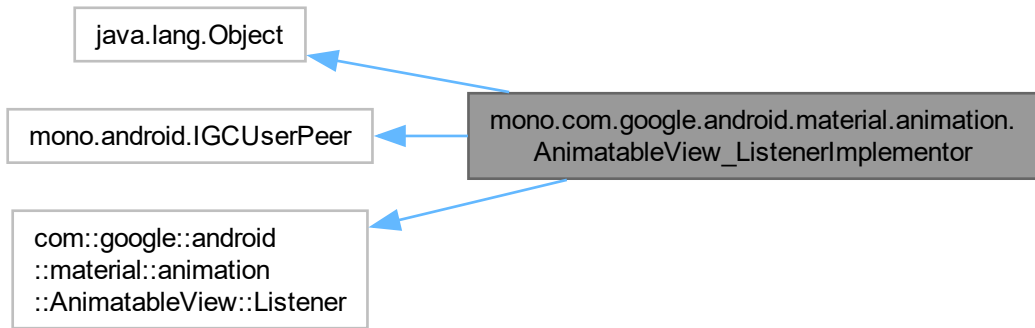 java.lang.Object
mono.android.IGCUserPeer
com::google::android
::material::animation
::AnimatableView::Listener
mono.com.google.android.material.animation.
AnimatableView_ListenerImplementor